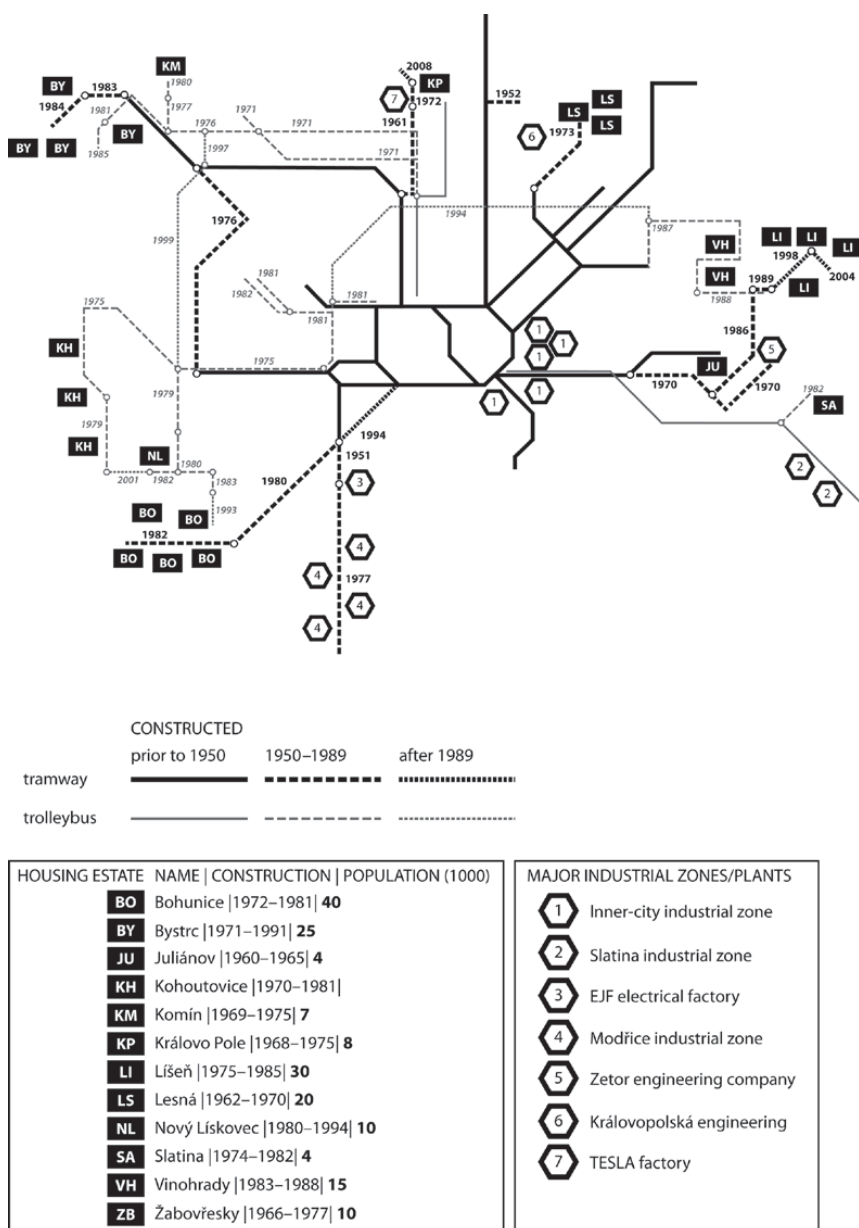 2008
KM
KP
BY
1983
1980
1952
LS
LS
7
1972
1984
1977
1981
1976
1971
1971
1961
6
1973
LS
BY
BY
BY
1985
1997
1971
1976
1994
1987
1999
VH
LI
LI
LI
1998
VH
1989
2004
1981
1982
1981
1988
LI
1975
1981
1986
1
KH
1
1
5
1975
JU
1970
1970
KH
1979
1
1
1982
SA
1979
KH
1994
NL
1951
2
1980
2001
1982
1980
1983
3
2
BO
BO
1993
1982
4
BO
BO
BO
4
1977
4
4
CONSTRUCTED
prior to 1950
1950–1989
after 1989
tramway
trolleybus
HOUSING ESTATE NAME | CONSTRUCTION | POPULATION (1000)
BO Bohunice |1972–1981| 40
BY Bystrc |1971–1991| 25
JU Juliánov |1960–1965| 4
KH Kohoutovice |1970–1981|
KM Komín |1969–1975| 7
KP Královo Pole |1968–1975| 8
LI Líšeň |1975–1985| 30
LS Lesná |1962–1970| 20
NL Nový Lískovec |1980–1994| 10
SA Slatina |1974–1982| 4
VH Vinohrady |1983–1988| 15
ZB Žabovřesky |1966–1977| 10
MAJOR INDUSTRIAL ZONES/PLANTS
1 Inner-city industrial zone
2 Slatina industrial zone
3 EJF electrical factory
4 Modřice industrial zone
5 Zetor engineering company
6 Královopolská engineering
7 TESLA factory